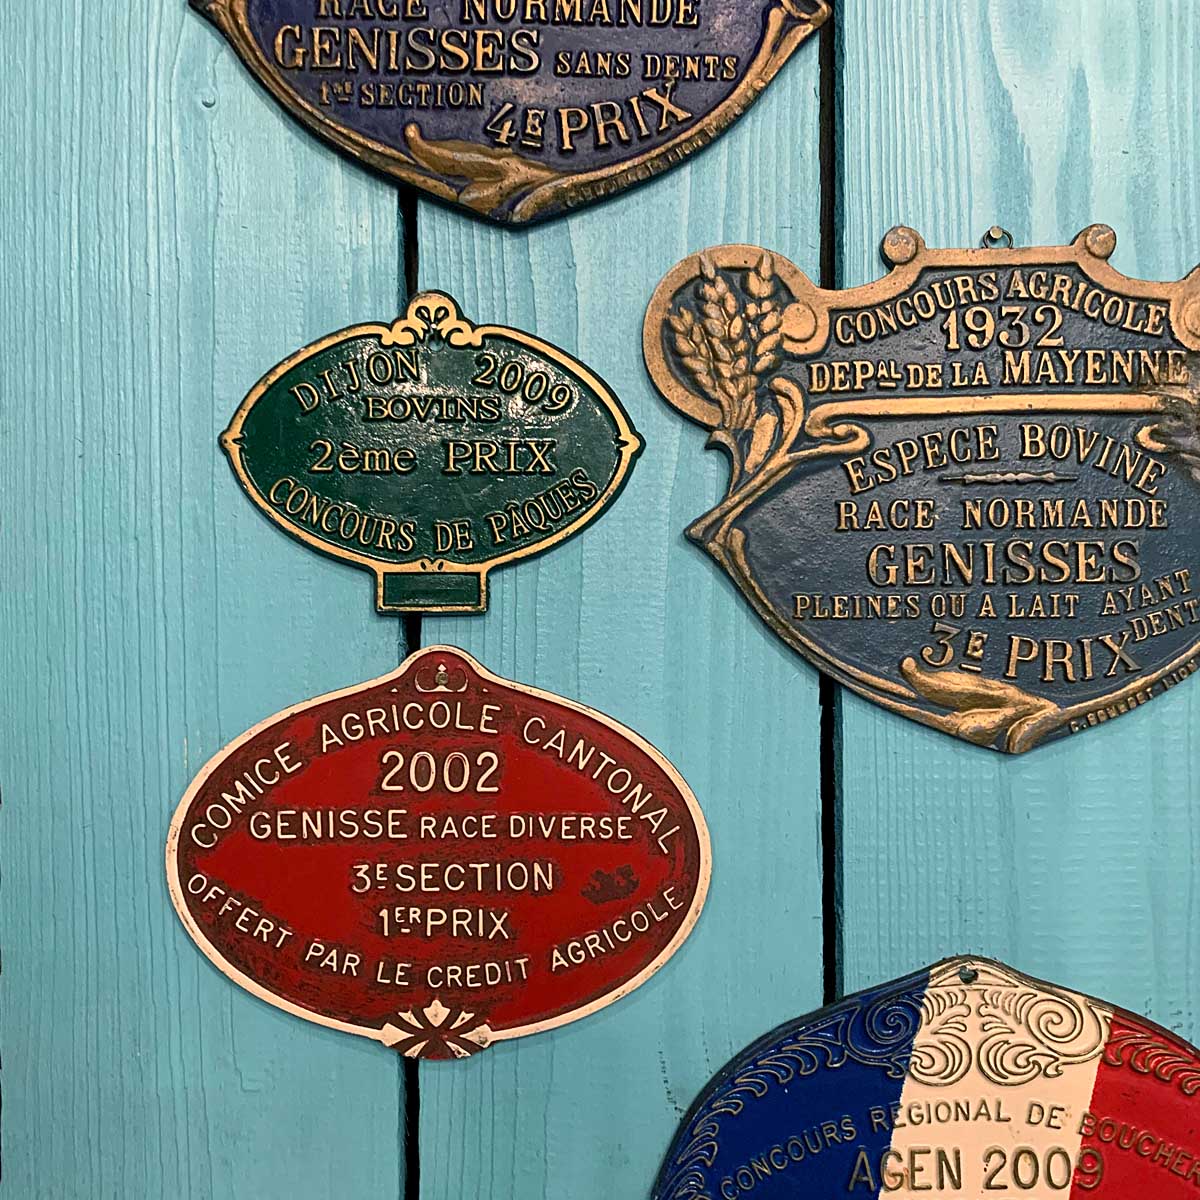 RACE NORMANDE
GENISSES SANS DENTS
1RE SECTION
4E PRIX
DIJON 2009
BOVINS
2ème PRIX
CONCOURS DE PÂQUES
CONCOURS AGRICOLE
1932
DEPAL DE LA MAYENNE
ESPECE BOVINE
RACE NORMANDE
GENISSES
PLEINES OU A LAIT AYANT
DENT
3E PRIX
COMICE AGRICOLE CANTONAL
2002
GENISSE RACE DIVERSE
3E SECTION
1ER PRIX
OFFERT PAR LE CREDIT AGRICOLE
CONCOURS REGIONAL DE BOUCHER
AGEN 2009